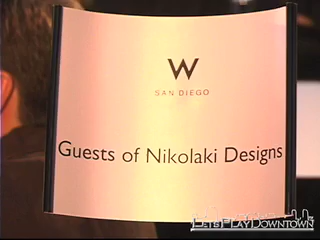 W
SAN DIEGO
Guests of Nikolaki Designs
LETSPLAYDOWNTOWN